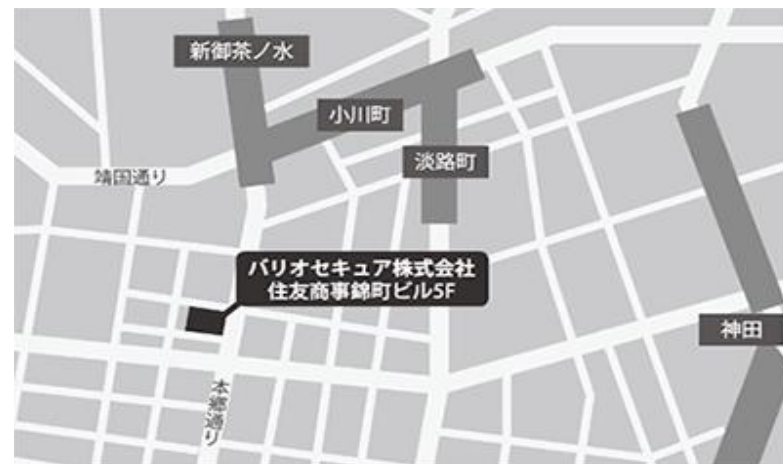 新御茶ノ水
小川町
淡路町
靖国通り
バリオセキュア株式会社
住友商事錦町ビル5F
神田
本郷通り